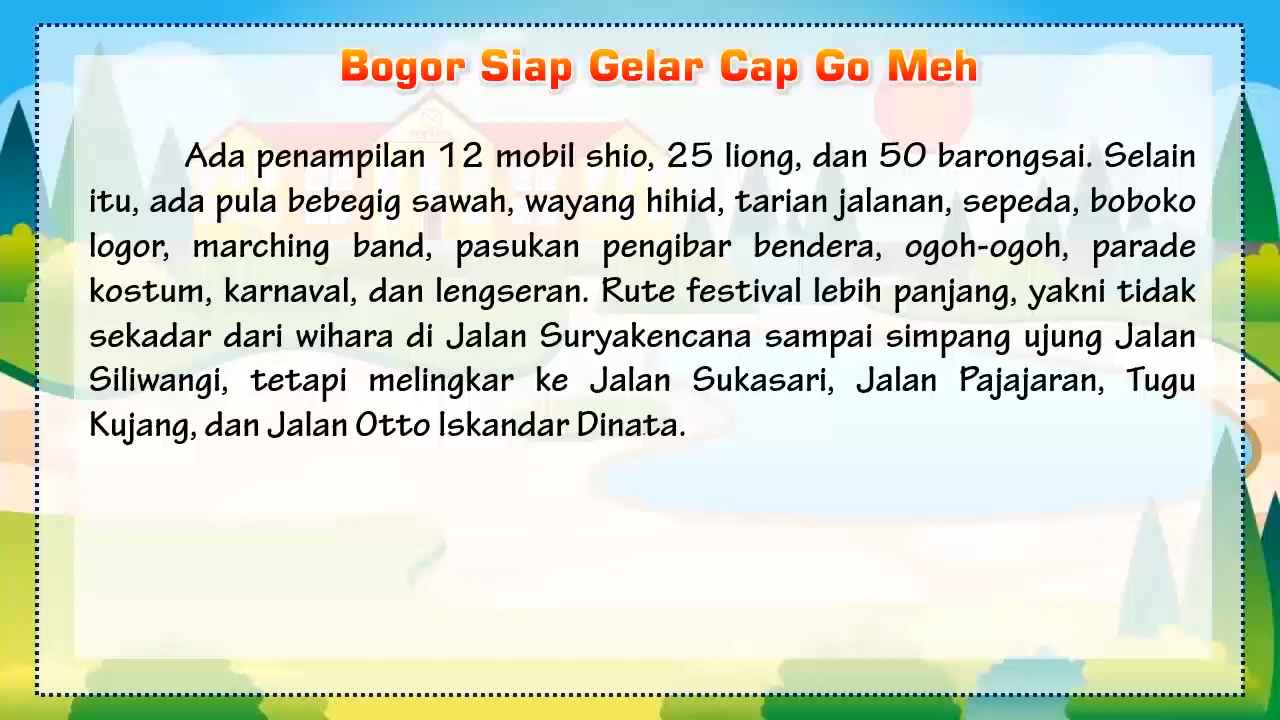 Bogor Siap Gelar Cap Go Meh
Ada penampilan 12 mobil shio, 25 liong, dan 50 barongsai. Selain
itu, ada pula bebegig sawah, wayang hihid, tarian jalanan, sepeda, boboko
logor, marching band, pasukan pengibar bendera, ogoh-ogoh, parade
kostum, karnaval, dan lengseran. Rute festival lebih panjang, yakni tidak
sekadar dari wihara di Jalan Suryakencana sampai simpang ujung Jalan
Siliwangi, tetapi melingkar ke Jalan Sukasari, Jalan Pajajaran, Tugu
Kujang, dan Jalan Otto Iskandar Dinata.